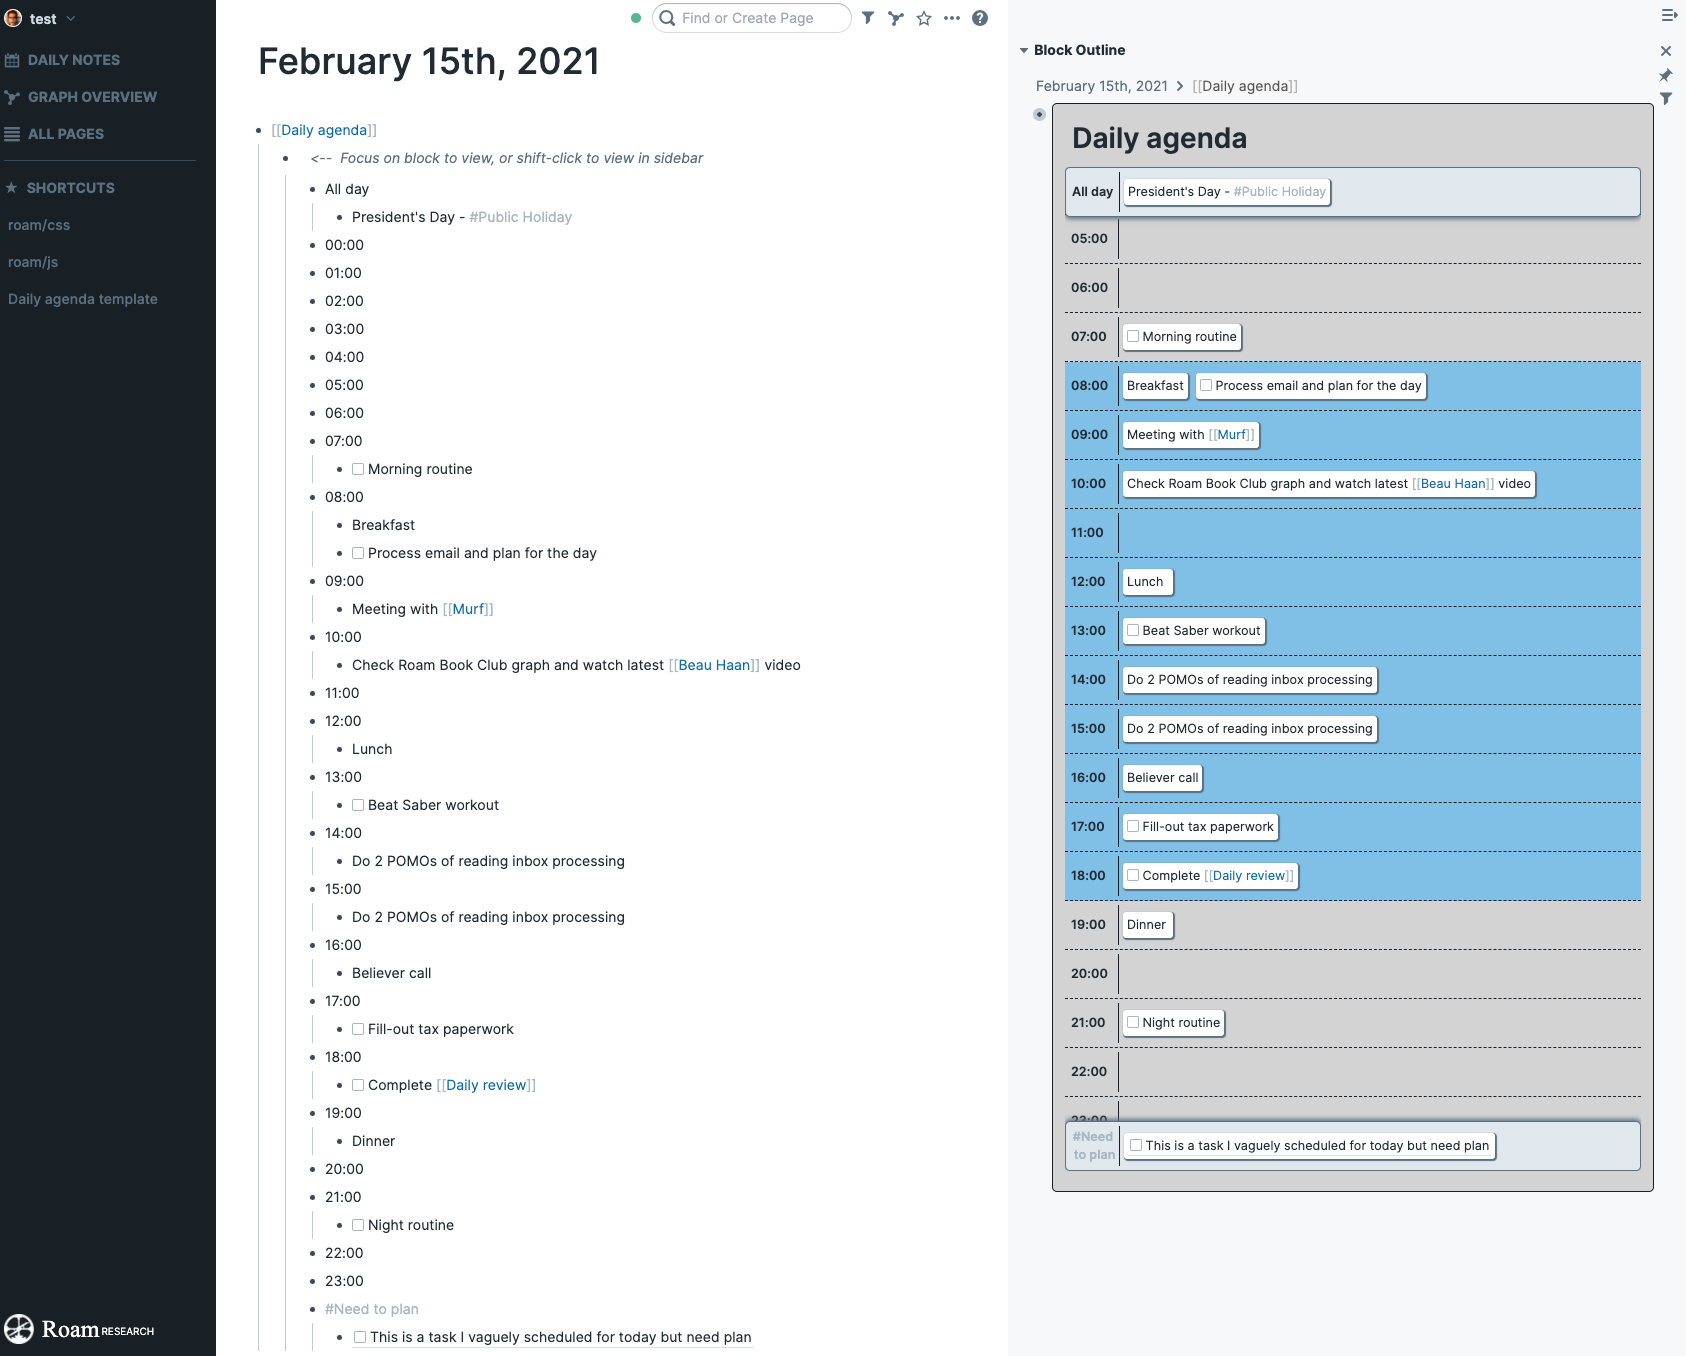 test
DAILY NOTES
GRAPH OVERVIEW
ALL PAGES
SHORTCUTS
roam/css
roam/js
Daily agenda template
Roam RESEARCH
Find or Create Page
February 15th, 2021
[[Daily agenda]]
<-- Focus on block to view, or shift-click to view in sidebar
All day
President's Day - #Public Holiday
00:00
01:00
02:00
03:00
04:00
05:00
06:00
07:00
Morning routine
08:00
Breakfast
Process email and plan for the day
09:00
Meeting with [[Murf]]
10:00
Check Roam Book Club graph and watch latest [[Beau Haan]] video
11:00
12:00
Lunch
13:00
Beat Saber workout
14:00
Do 2 POMOs of reading inbox processing
15:00
Do 2 POMOs of reading inbox processing
16:00
Believer call
17:00
Fill-out tax paperwork
18:00
Complete [[Daily review]]
19:00
Dinner
20:00
21:00
Night routine
22:00
23:00
#Need to plan
This is a task I vaguely scheduled for today but need plan
Block Outline
February 15th, 2021 > [[Daily agenda]]
Daily agenda
All day President's Day - #Public Holiday
05:00
06:00
07:00 Morning routine
08:00 Breakfast Process email and plan for the day
09:00 Meeting with [[Murf]]
10:00 Check Roam Book Club graph and watch latest [[Beau Haan]] video
11:00
12:00 Lunch
13:00 Beat Saber workout
14:00 Do 2 POMOs of reading inbox processing
15:00 Do 2 POMOs of reading inbox processing
16:00 Believer call
17:00 Fill-out tax paperwork
18:00 Complete [[Daily review]]
19:00 Dinner
20:00
21:00 Night routine
22:00
23:00
#Need
to plan
This is a task I vaguely scheduled for today but need plan